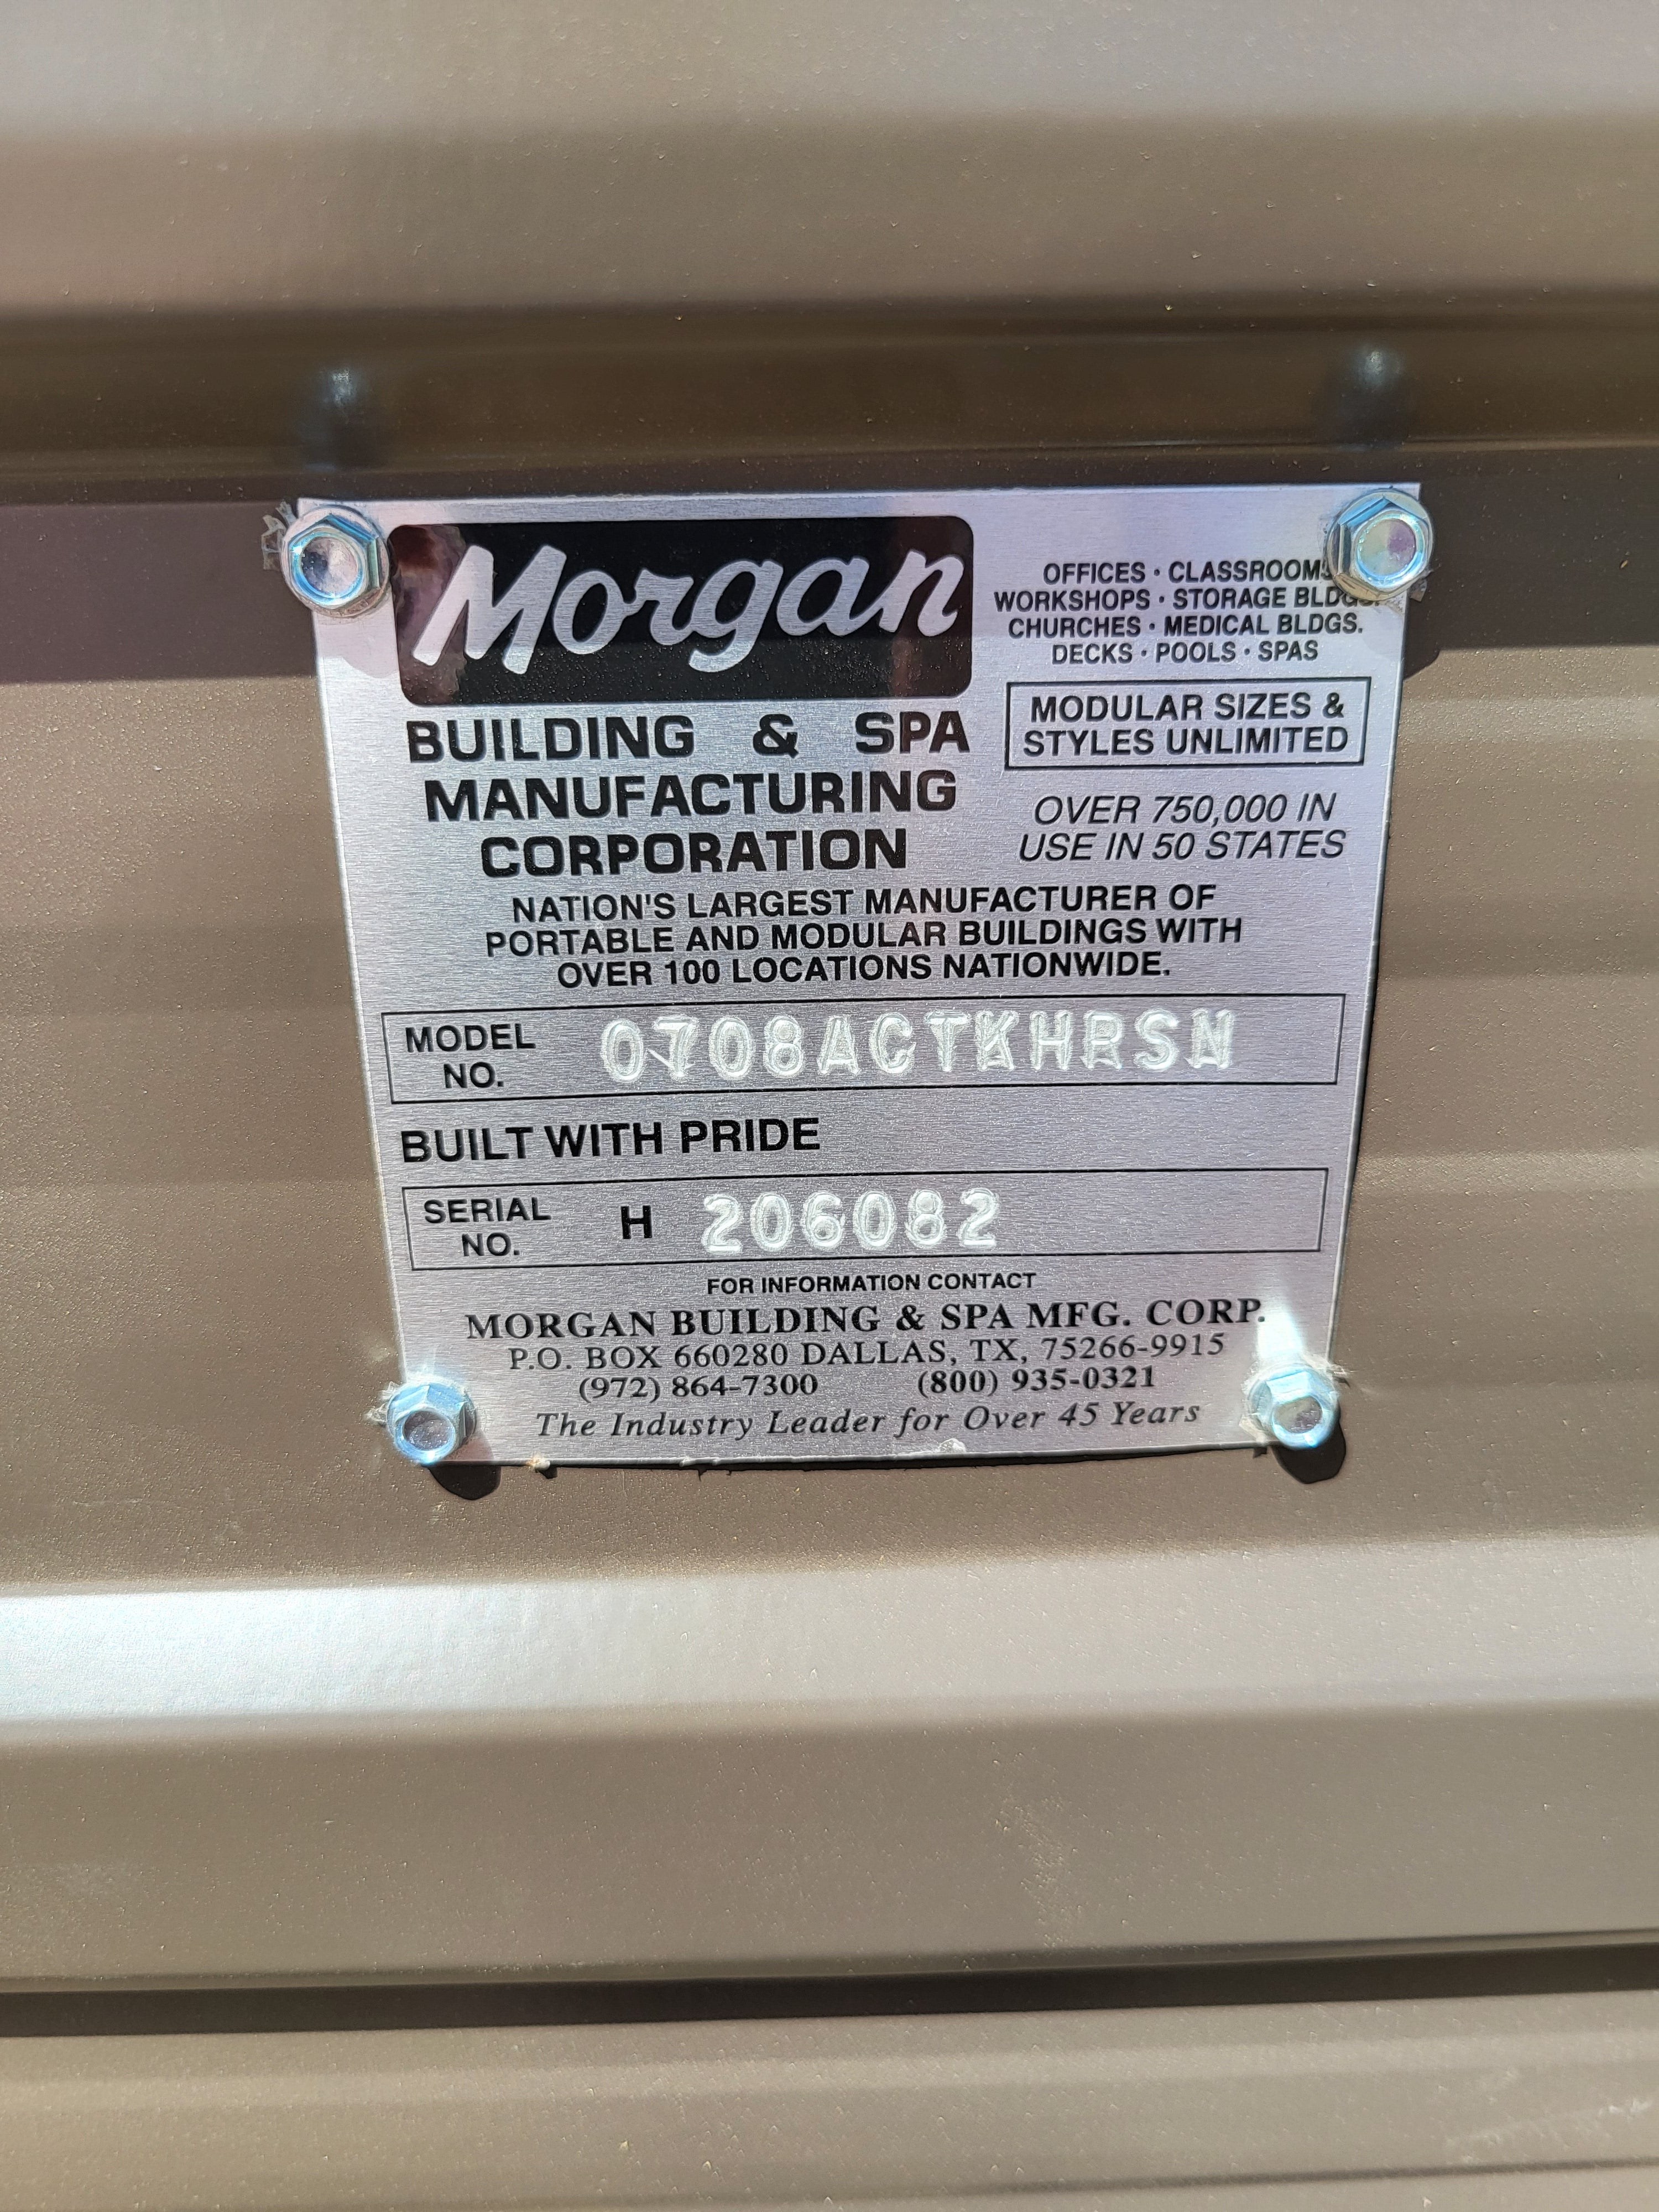 Morgan
BUILDING & SPA
MANUFACTURING
CORPORATION
OFFICES · CLASSROOMS
WORKSHOPS · STORAGE BLDGS.
CHURCHES · MEDICAL BLDGS.
DECKS · POOLS · SPAS
MODULAR SIZES &
STYLES UNLIMITED
OVER 750,000 IN
USE IN 50 STATES
NATION'S LARGEST MANUFACTURER OF
PORTABLE AND MODULAR BUILDINGS WITH
OVER 100 LOCATIONS NATIONWIDE.
MODEL NO. 0708ACTKHRSN
BUILT WITH PRIDE
SERIAL NO. H 206082
FOR INFORMATION CONTACT
MORGAN BUILDING & SPA MFG. CORP.
P.O. BOX 660280 DALLAS, TX, 75266-9915
(972) 864-7300 (800) 935-0321
The Industry Leader for Over 45 Years